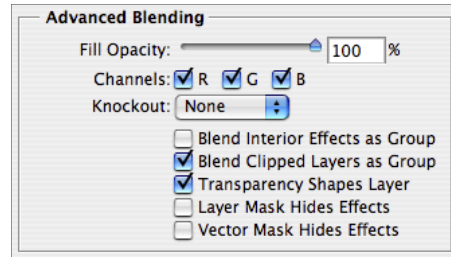 Advanced Blending
Fill Opacity: 100 %
Channels: R G B
Knockout: None
Blend Interior Effects as Group
Blend Clipped Layers as Group
Transparency Shapes Layer
Layer Mask Hides Effects
Vector Mask Hides Effects